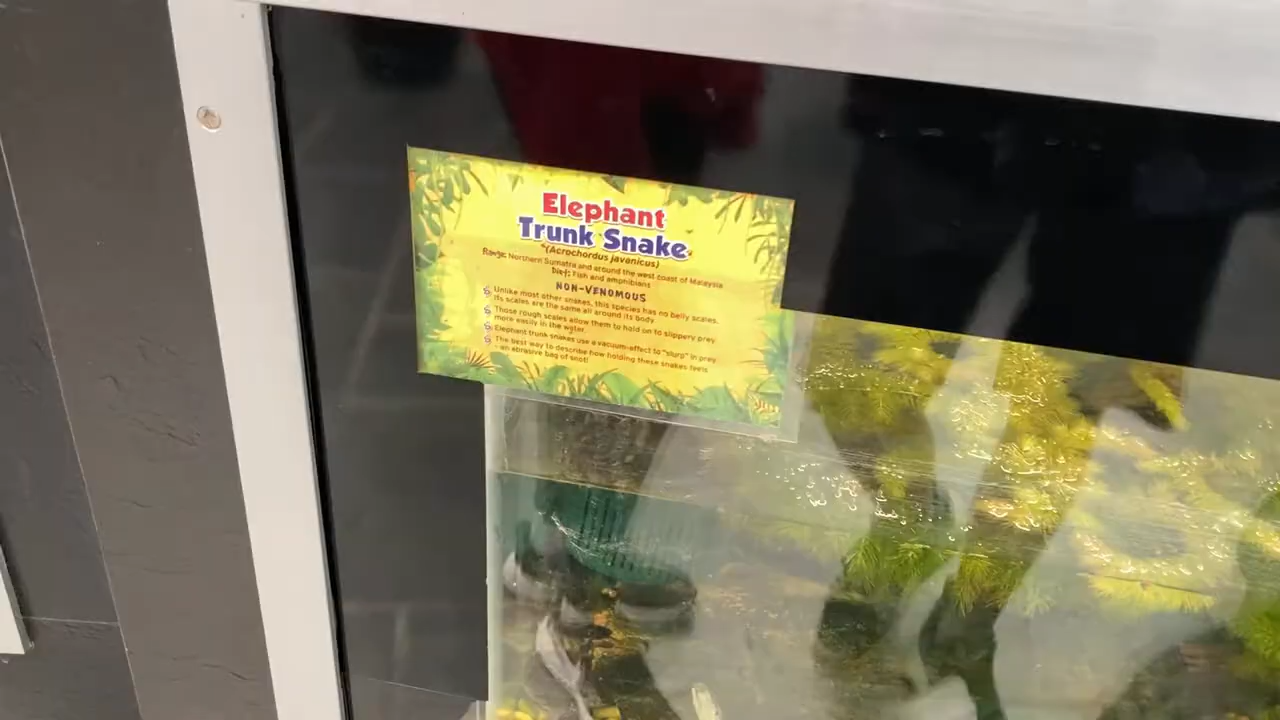 Elephant
Trunk Snake
(Acrochordus javanicus)
Range: Northern Sumatra and around the west coast of Malaysia
Diet: Fish and amphibians
NON-VENOMOUS
Unlike most other snakes, this species has no belly scales.
Its scales are the same all around its body
Those rough scales allow them to hold on to slippery prey
more easily in the water.
Elephant trunk snakes use a vacuum-effect to "slurp" in prey
The best way to describe how holding these snakes feels
- an abrasive bag of snot!